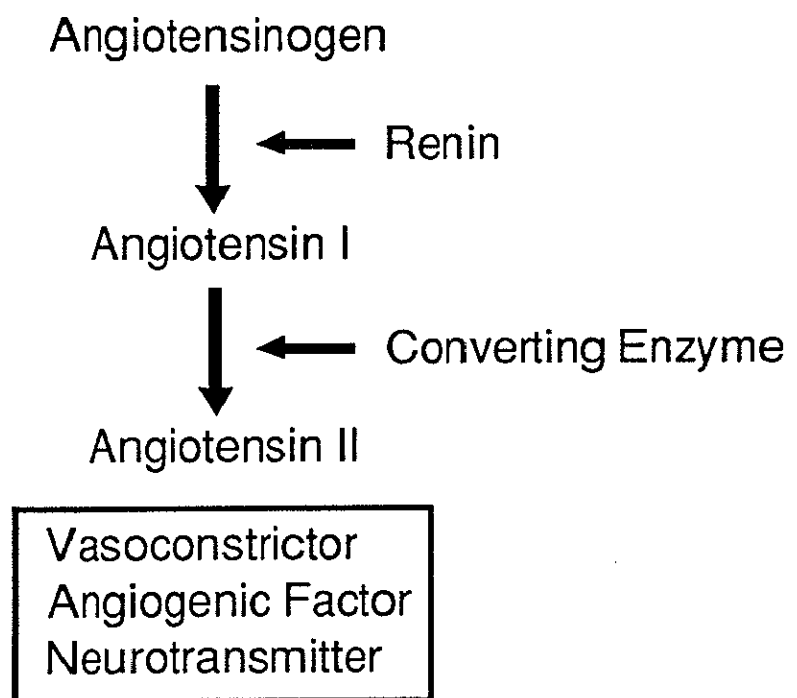 Angiotensinogen
Renin
Angiotensin I
Converting Enzyme
Angiotensin II
Vasoconstrictor
Angiogenic Factor
Neurotransmitter